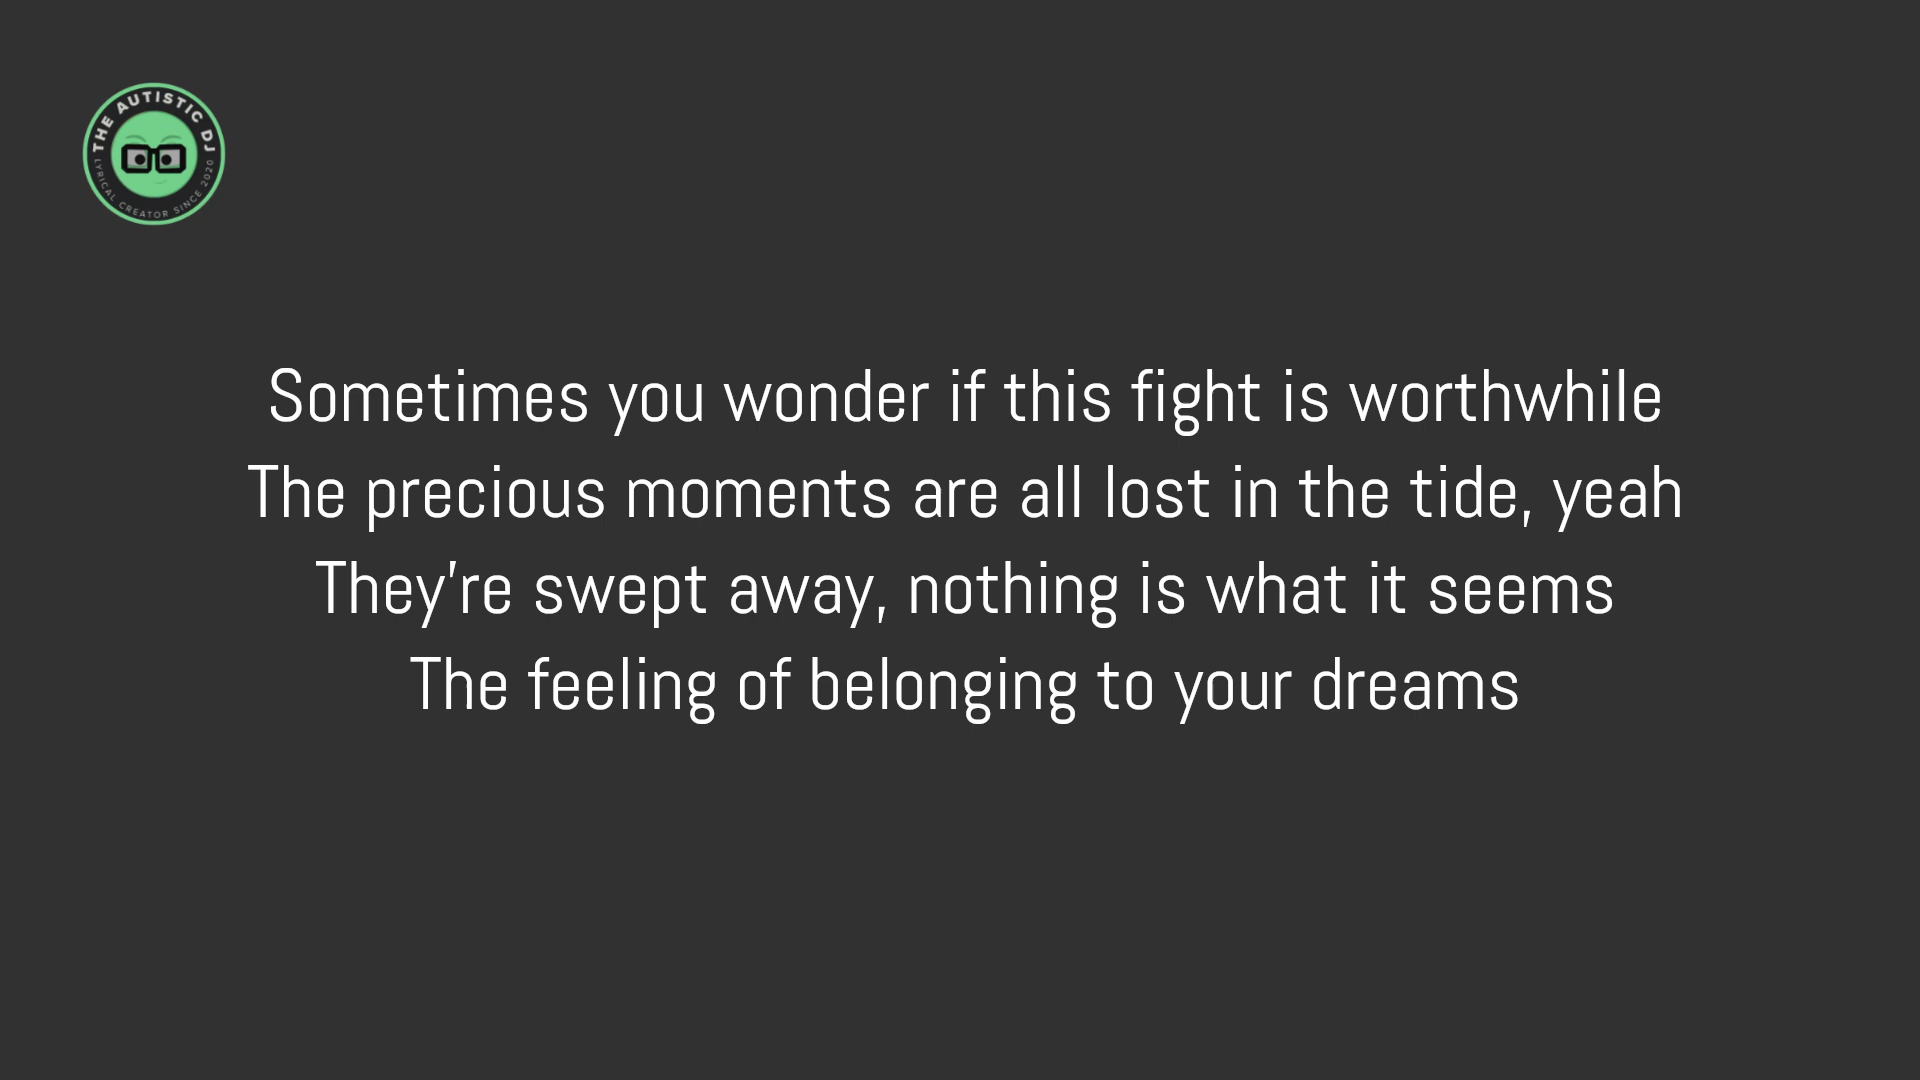 THE AUTISTIC DJ
LYRICAL CREATOR SINCE 2020
Sometimes you wonder if this fight is worthwhile
The precious moments are all lost in the tide, yeah
They're swept away, nothing is what it seems
The feeling of belonging to your dreams